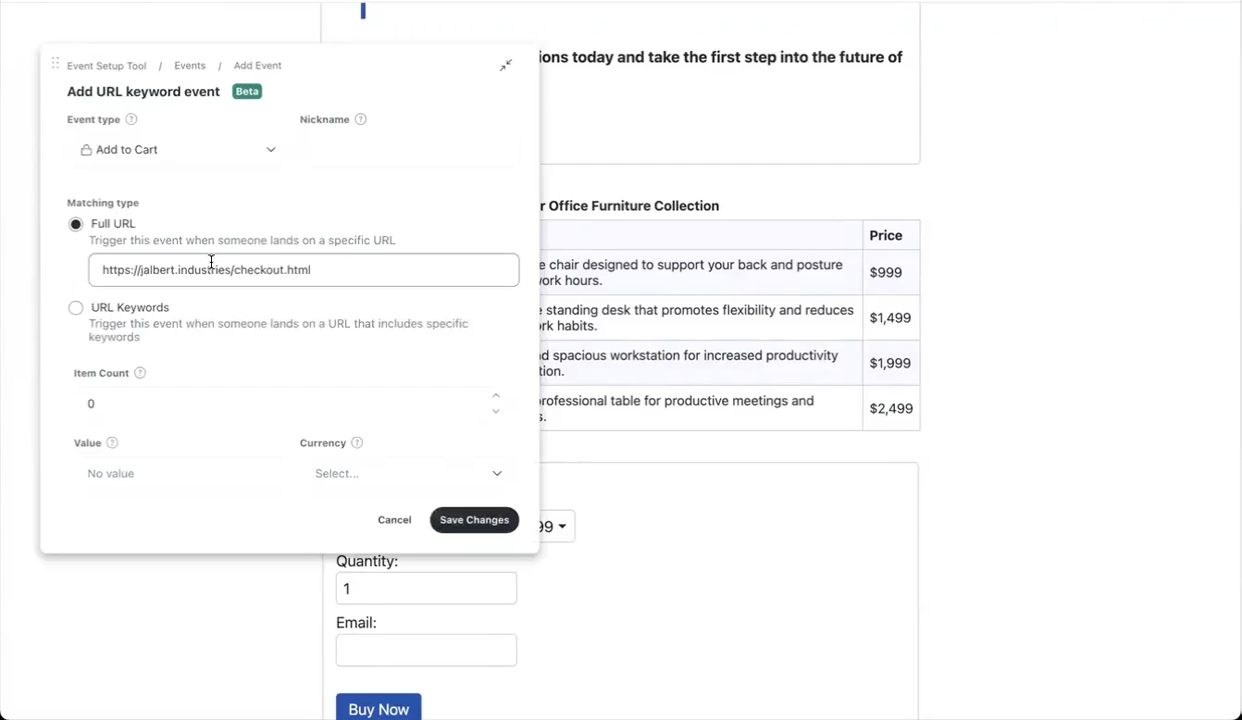 Event Setup Tool / Events / Add Event
Add URL keyword event Beta
Event type ?
Nickname ?
Add to Cart
Matching type
Full URL
Trigger this event when someone lands on a specific URL
https://jalbert.industries/checkout.html
URL Keywords
Trigger this event when someone lands on a URL that includes specific
keywords
Item Count ?
0
Value ?
Currency ?
No value
Select...
Cancel
Save Changes
ions today and take the first step into the future of
r Office Furniture Collection
Price
e chair designed to support your back and posture
ork hours.
$999
e standing desk that promotes flexibility and reduces
rk habits.
$1,499
nd spacious workstation for increased productivity
tion.
$1,999
professional table for productive meetings and
s.
$2,499
99
Quantity:
1
Email:
Buy Now